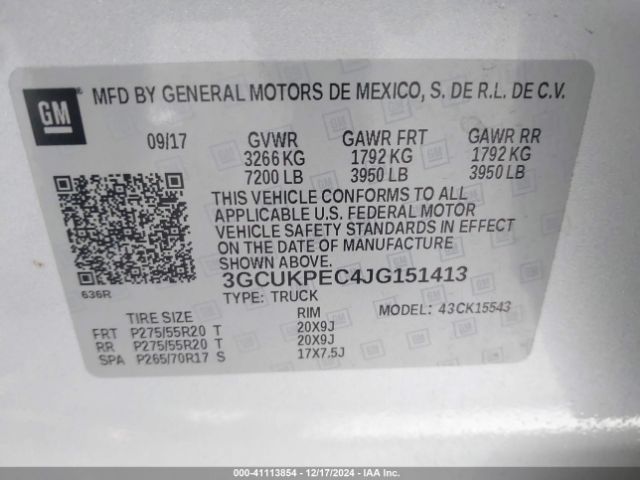 GM
MFD BY GENERAL MOTORS DE MEXICO, S. DE R.L. DE C.V.
09/17 GVWR GAWR FRT GAWR RR
3266 KG 1792 KG 1792 KG
7200 LB 3950 LB 3950 LB
THIS VEHICLE CONFORMS TO ALL
APPLICABLE U.S. FEDERAL MOTOR
VEHICLE SAFETY STANDARDS IN EFFECT
ON THE DATE OF MANUFACTURE
SHOWN ABOVE.
636R 3GCUKPEC4JG151413
TYPE: TRUCK
TIRE SIZE RIM MODEL: 43CK15543
FRT P275/55R20 T 20X9J
RR P275/55R20 T 20X9J
SPA P265/70R17 S 17X7.5J
000-41113854 | 12/17/2024 - IAAI.COM